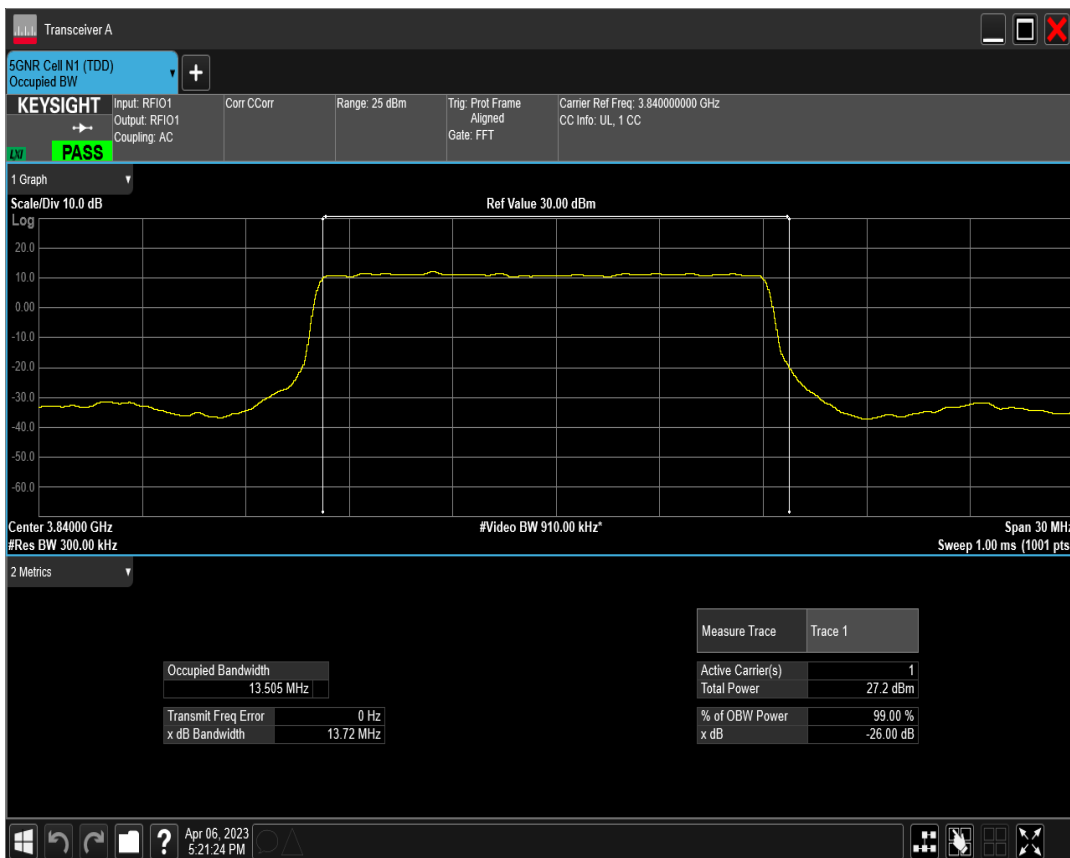 Transceiver A
5GNR Cell N1 (TDD)
Occupied BW
KEYSIGHT
Input: RFIO1
Output: RFIO1
Coupling: AC
Corr CCorr
Range: 25 dBm
Trig: Prot Frame
Aligned
Gate: FFT
Carrier Ref Freq: 3.840000000 GHz
CC Info: UL, 1 CC
LXI
PASS
1 Graph
Scale/Div 10.0 dB
Ref Value 30.00 dBm
Log
20.0
10.0
0.00
-10.0
-20.0
-30.0
-40.0
-50.0
-60.0
Center 3.84000 GHz
#Video BW 910.00 kHz*
Span 30 MHz
#Res BW 300.00 kHz
Sweep 1.00 ms (1001 pts
2 Metrics
Measure Trace
Trace 1
Occupied Bandwidth
13.505 MHz
Active Carrier(s) 1
Total Power 27.2 dBm
Transmit Freq Error 0 Hz
x dB Bandwidth 13.72 MHz
% of OBW Power 99.00 %
x dB -26.00 dB
?
Apr 06, 2023
5:21:24 PM